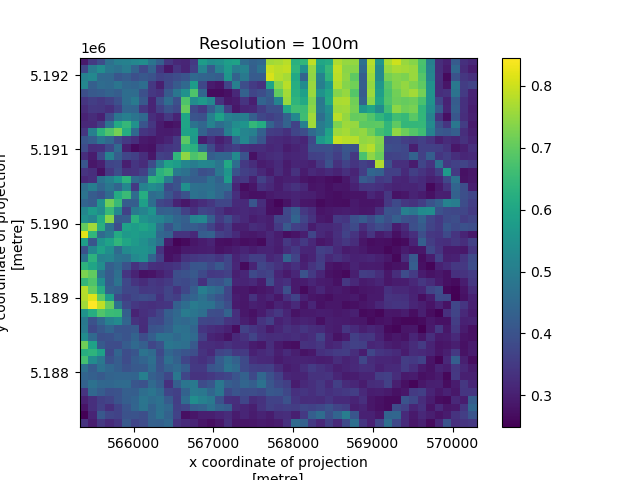 Resolution = 100m
1e6
5.192
5.191
5.190
5.189
5.188
y coordinate of projection
[metre]
566000 567000 568000 569000 570000
x coordinate of projection
[metre]
0.8
0.7
0.6
0.5
0.4
0.3